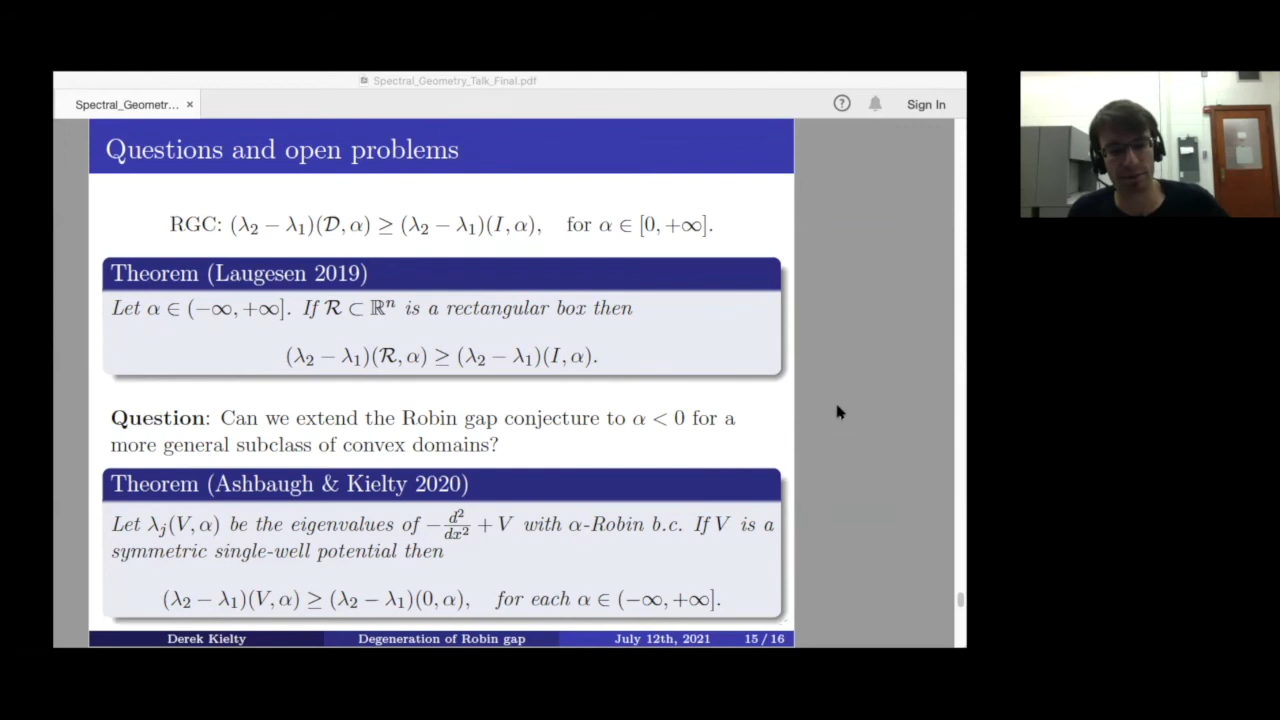 Spectral_Geometry_Talk_Final.pdf
Spectral_Geometr... × Sign In
Questions and open problems
RGC: (λ₂ − λ₁)(𝒟, α) ≥ (λ₂ − λ₁)(I, α), for α ∈ [0, +∞].
Theorem (Laugesen 2019)
Let α ∈ (−∞, +∞]. If ℛ ⊂ ℝⁿ is a rectangular box then
(λ₂ − λ₁)(ℛ, α) ≥ (λ₂ − λ₁)(I, α).
Question: Can we extend the Robin gap conjecture to α < 0 for a
more general subclass of convex domains?
Theorem (Ashbaugh & Kielty 2020)
Let λⱼ(V, α) be the eigenvalues of −d²/dx² + V with α-Robin b.c. If V is a
symmetric single-well potential then
(λ₂ − λ₁)(V, α) ≥ (λ₂ − λ₁)(0, α), for each α ∈ (−∞, +∞].
Derek Kielty Degeneration of Robin gap July 12th, 2021 15 / 16